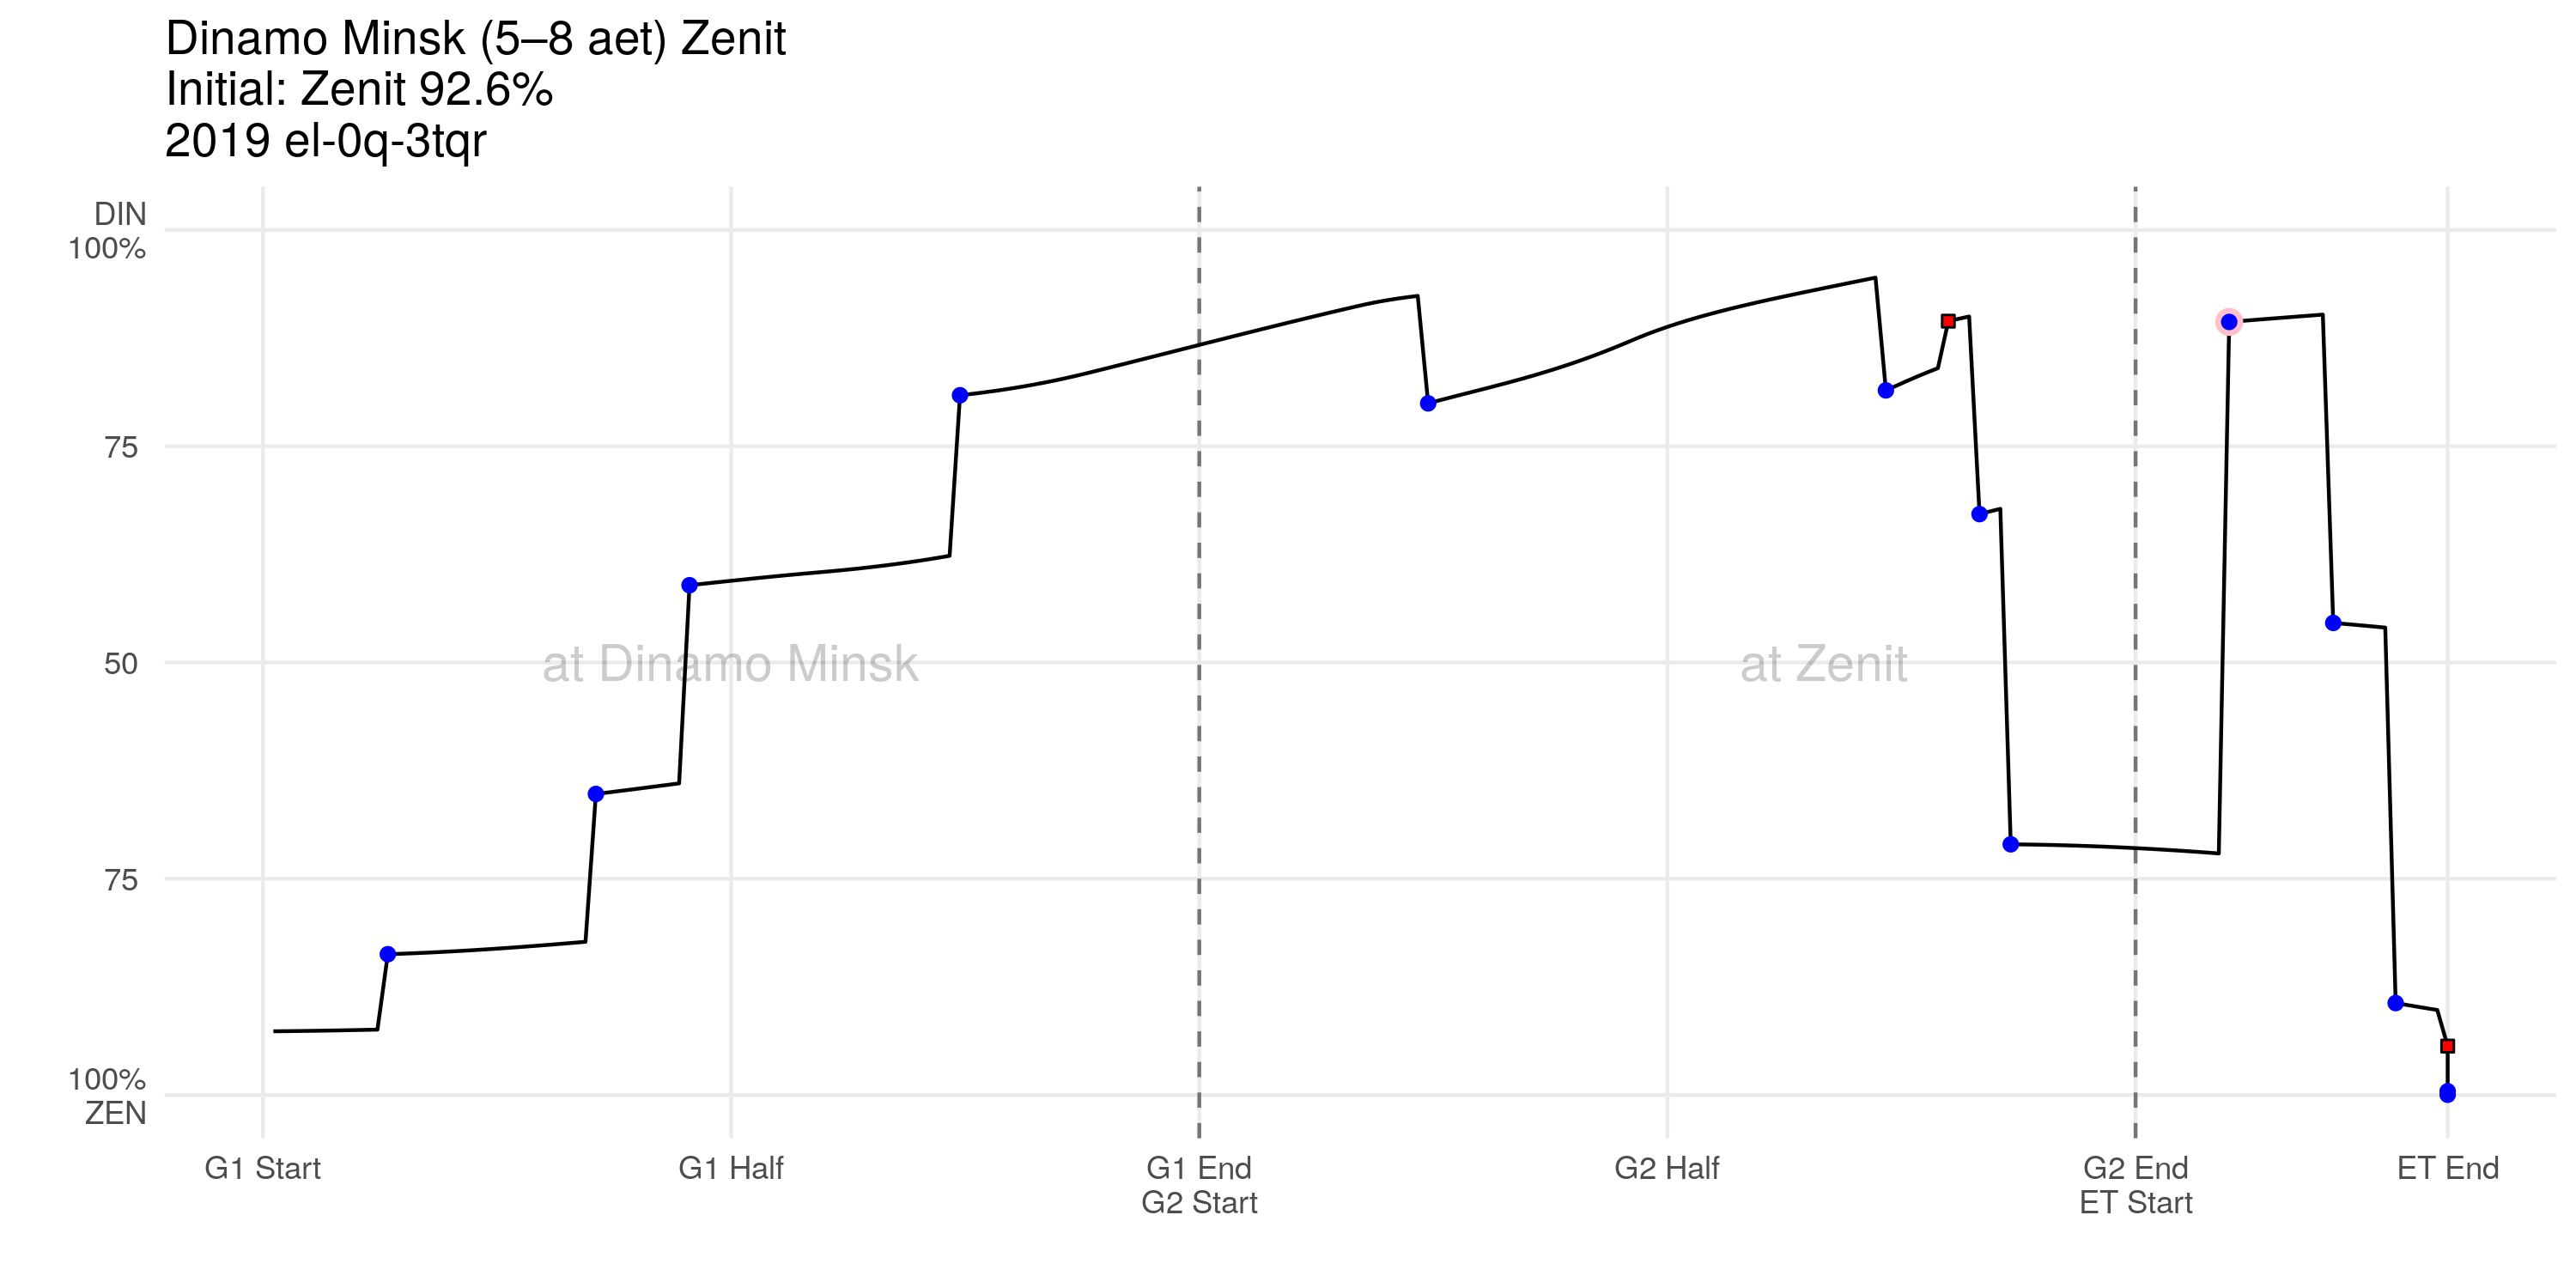 Dinamo Minsk (5–8 aet) Zenit
Initial: Zenit 92.6%
2019 el-0q-3tqr
DIN
100%
75
50
75
100%
ZEN
at Dinamo Minsk
at Zenit
G1 Start
G1 Half
G1 End
G2 Start
G2 Half
G2 End
ET Start
ET End